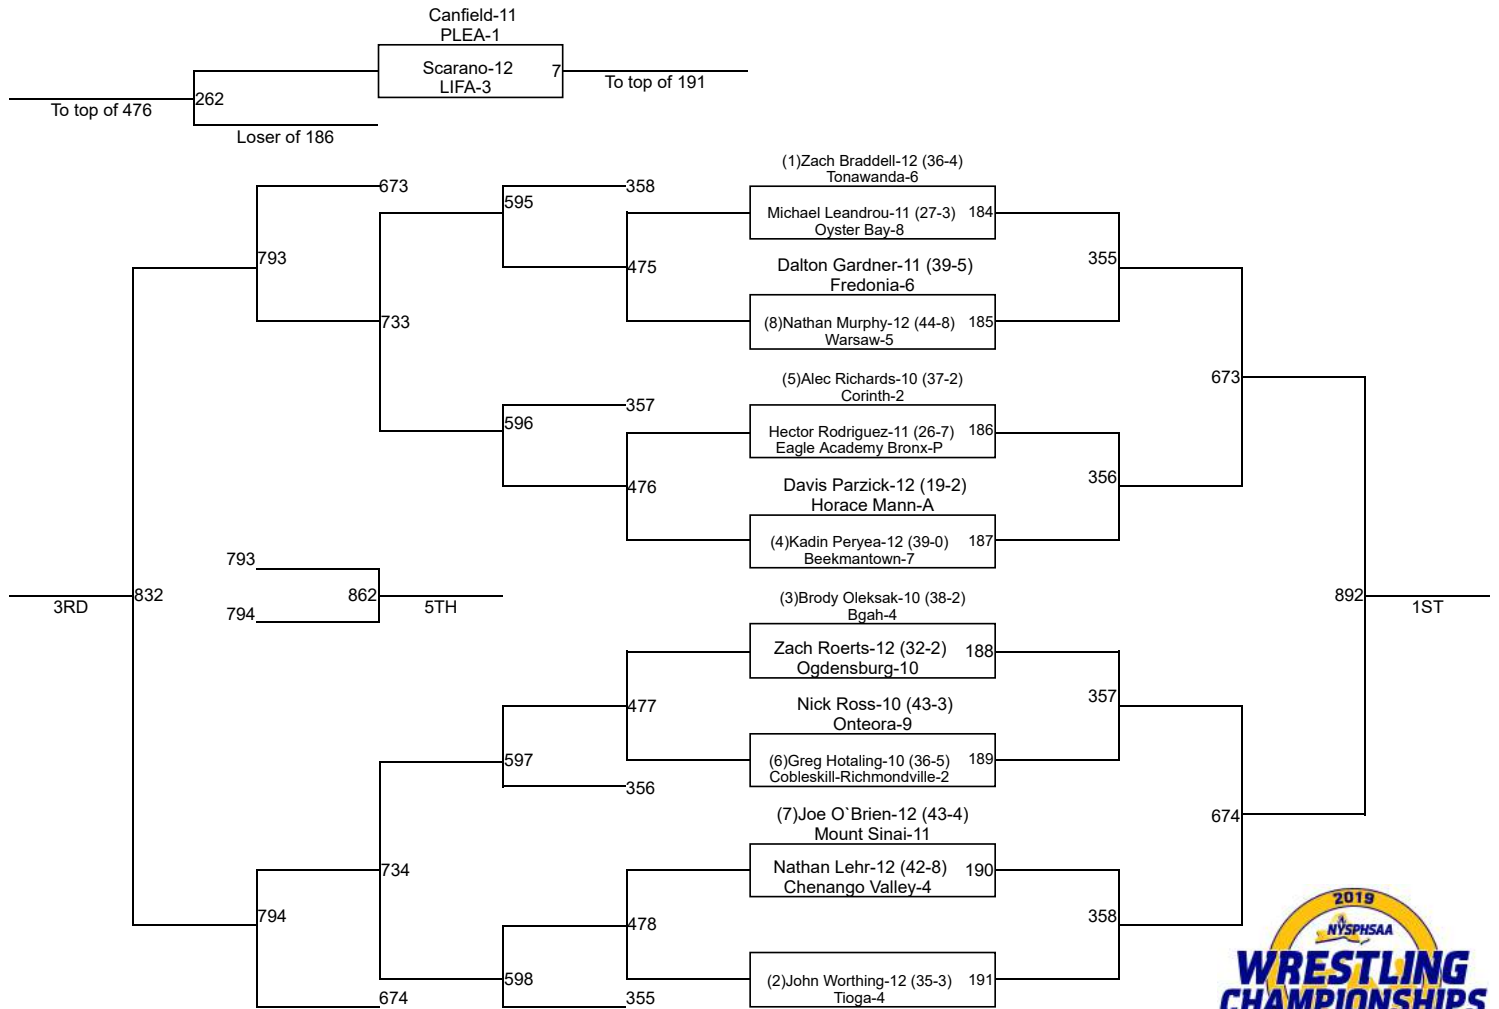 Canfield-11
PLEA-1
Scarano-12 7
LIFA-3
To top of 191
262
To top of 476
Loser of 186
(1)Zach Braddell-12 (36-4)
Tonawanda-6
673
358
595
Michael Leandrou-11 (27-3) 184
Oyster Bay-8
793
475
Dalton Gardner-11 (39-5)
Fredonia-6
355
733
(8)Nathan Murphy-12 (44-8) 185
Warsaw-5
(5)Alec Richards-10 (37-2)
Corinth-2
673
357
596
Hector Rodriguez-11 (26-7) 186
Eagle Academy Bronx-P
476
Davis Parzick-12 (19-2)
Horace Mann-A
356
(4)Kadin Peryea-12 (39-0) 187
Beekmantown-7
793
832
3RD
862
5TH
794
(3)Brody Oleksak-10 (38-2)
Bgah-4
892
1ST
Zach Roerts-12 (32-2) 188
Ogdensburg-10
477
Nick Ross-10 (43-3)
Onteora-9
357
597
(6)Greg Hotaling-10 (36-5) 189
Cobleskill-Richmondville-2
356
(7)Joe O`Brien-12 (43-4)
Mount Sinai-11
674
734
Nathan Lehr-12 (42-8) 190
Chenango Valley-4
794
478
358
598
(2)John Worthing-12 (35-3) 191
Tioga-4
674
355
2019
NYSPHSAA
WRESTLING
CHAMPIONSHIPS